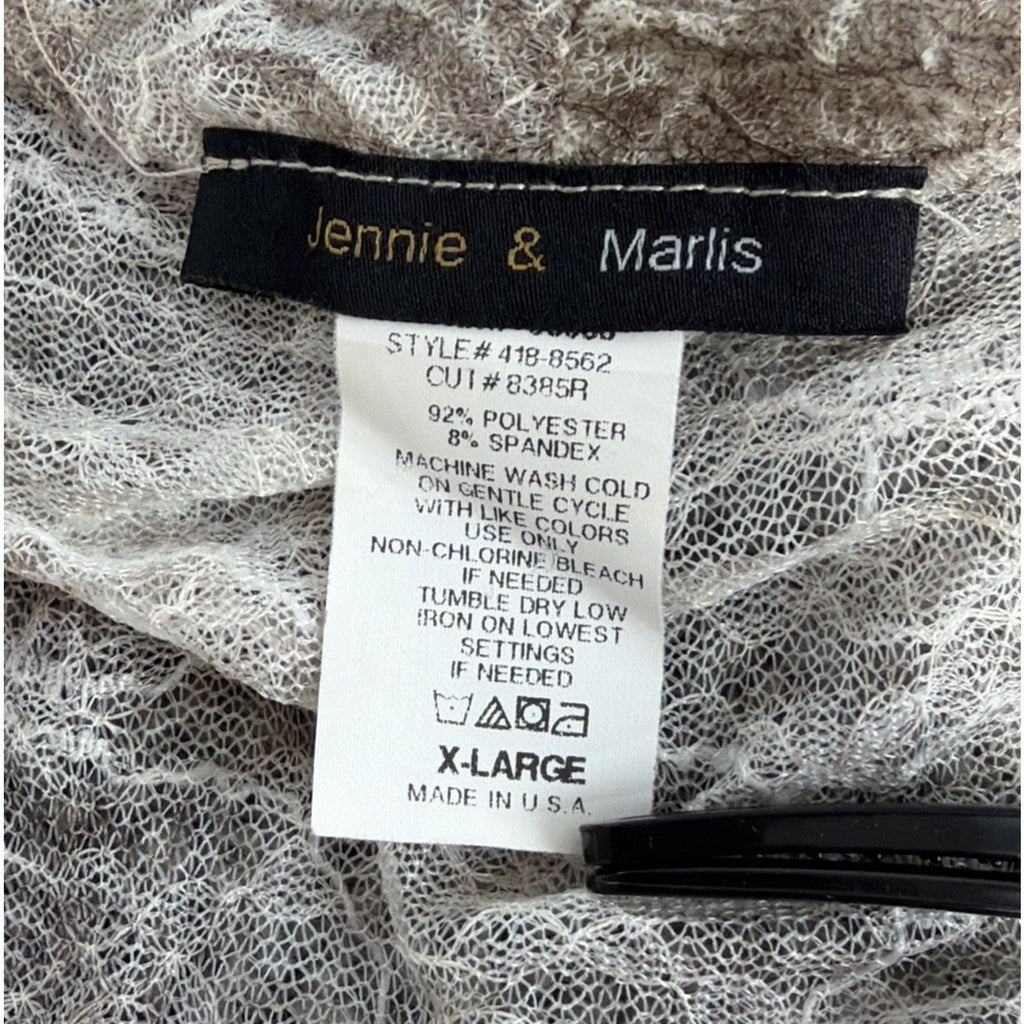 Jennie & Marlis
STYLE# 418-8562
CUT# 8385R
92% POLYESTER
8% SPANDEX
MACHINE WASH COLD
ON GENTLE CYCLE
WITH LIKE COLORS
USE ONLY
NON-CHLORINE BLEACH
IF NEEDED
TUMBLE DRY LOW
IRON ON LOWEST
SETTINGS
IF NEEDED
X-LARGE
MADE IN U.S.A.